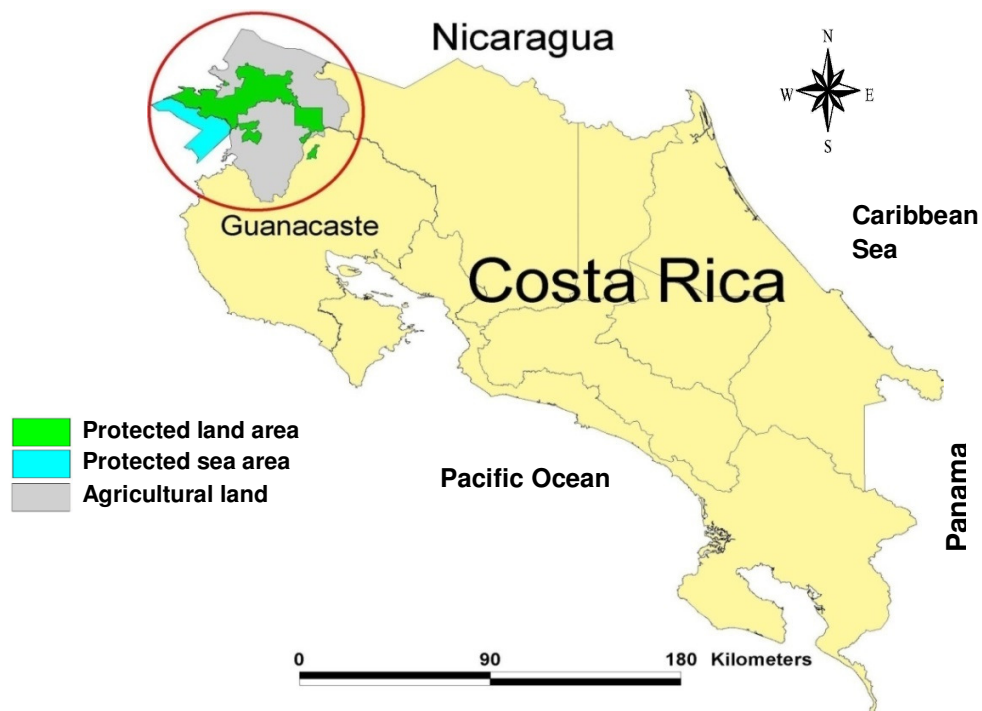 Nicaragua
N
W
E
S
Guanacaste
Caribbean
Sea
Costa Rica
Protected land area
Protected sea area
Agricultural land
Pacific Ocean
Panama
0
90
180
Kilometers